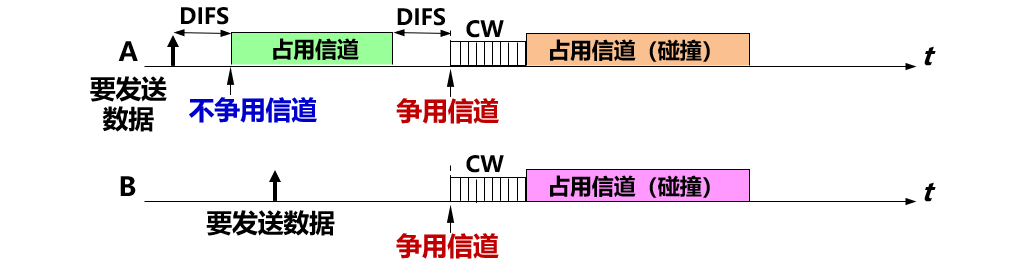 DIFS
DIFS
CW
A
占用信道
占用信道（碰撞）
t
要发送
数据
不争用信道
争用信道
CW
B
占用信道（碰撞）
t
要发送数据
争用信道